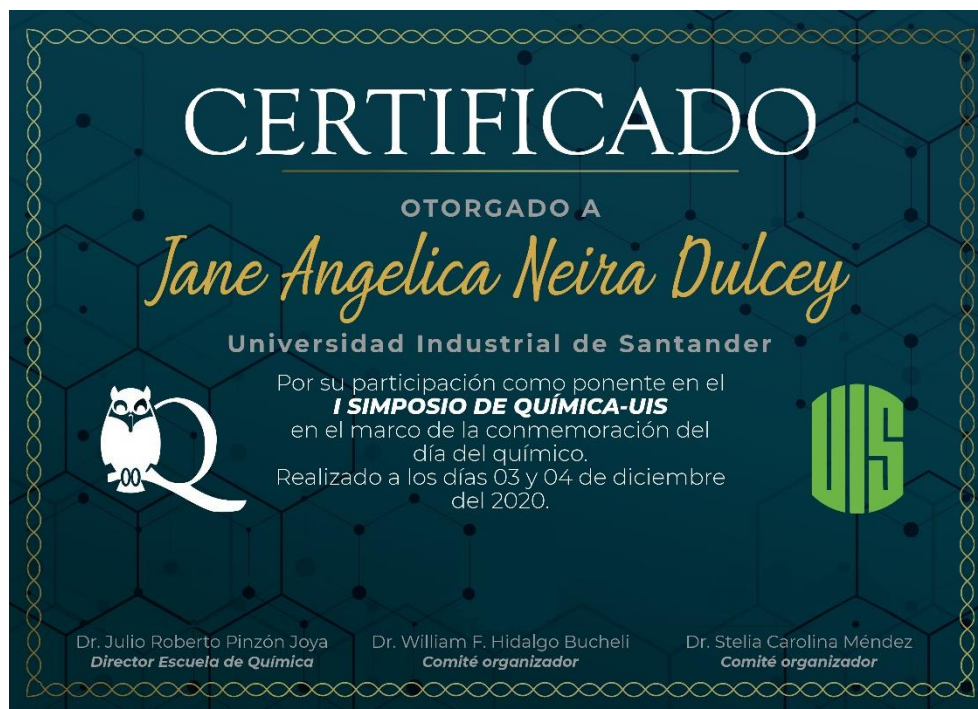 CERTIFICADO
OTORGADO A
Jane Angelica Neira Dulcey
Universidad Industrial de Santander
Por su participación como ponente en el
I SIMPOSIO DE QUÍMICA-UIS
en el marco de la conmemoración del
día del químico.
Realizado a los días 03 y 04 de diciembre
del 2020.
Q
UIS
Dr. Julio Roberto Pinzón Joya
Director Escuela de Química
Dr. William F. Hidalgo Bucheli
Comité organizador
Dr. Stelia Carolina Méndez
Comité organizador